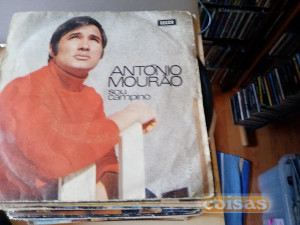 DECCA
ANTÓNIO
MOURÃO
sou
campino
coisas